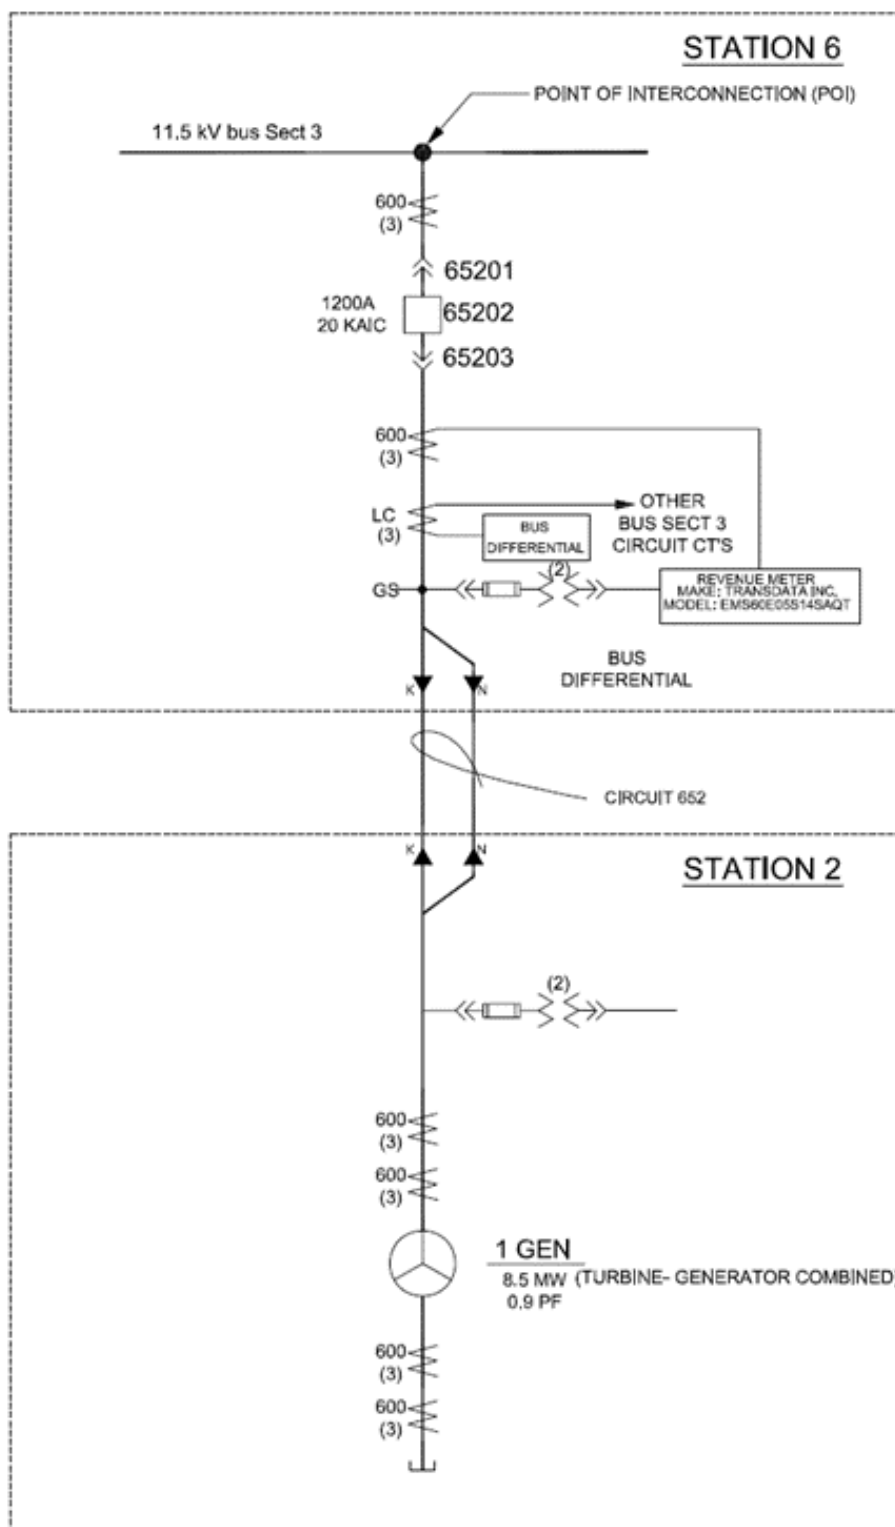 STATION 6
POINT OF INTERCONNECTION (POI)
11.5 kV bus Sect 3
600
(3)
65201
1200A
20 KAIC
65202
65203
600
(3)
LC
(3)
OTHER
BUS SECT 3
CIRCUIT CT'S
BUS
DIFFERENTIAL
(2)
GS
REVENUE METER
MAKE: TRANSDATA INC.
MODEL: EMS60E05S14SAQT
BUS
DIFFERENTIAL
K
N
CIRCUIT 652
K
N
STATION 2
(2)
600
(3)
600
(3)
1 GEN
8.5 MW (TURBINE- GENERATOR COMBINED)
0.9 PF
600
(3)
600
(3)